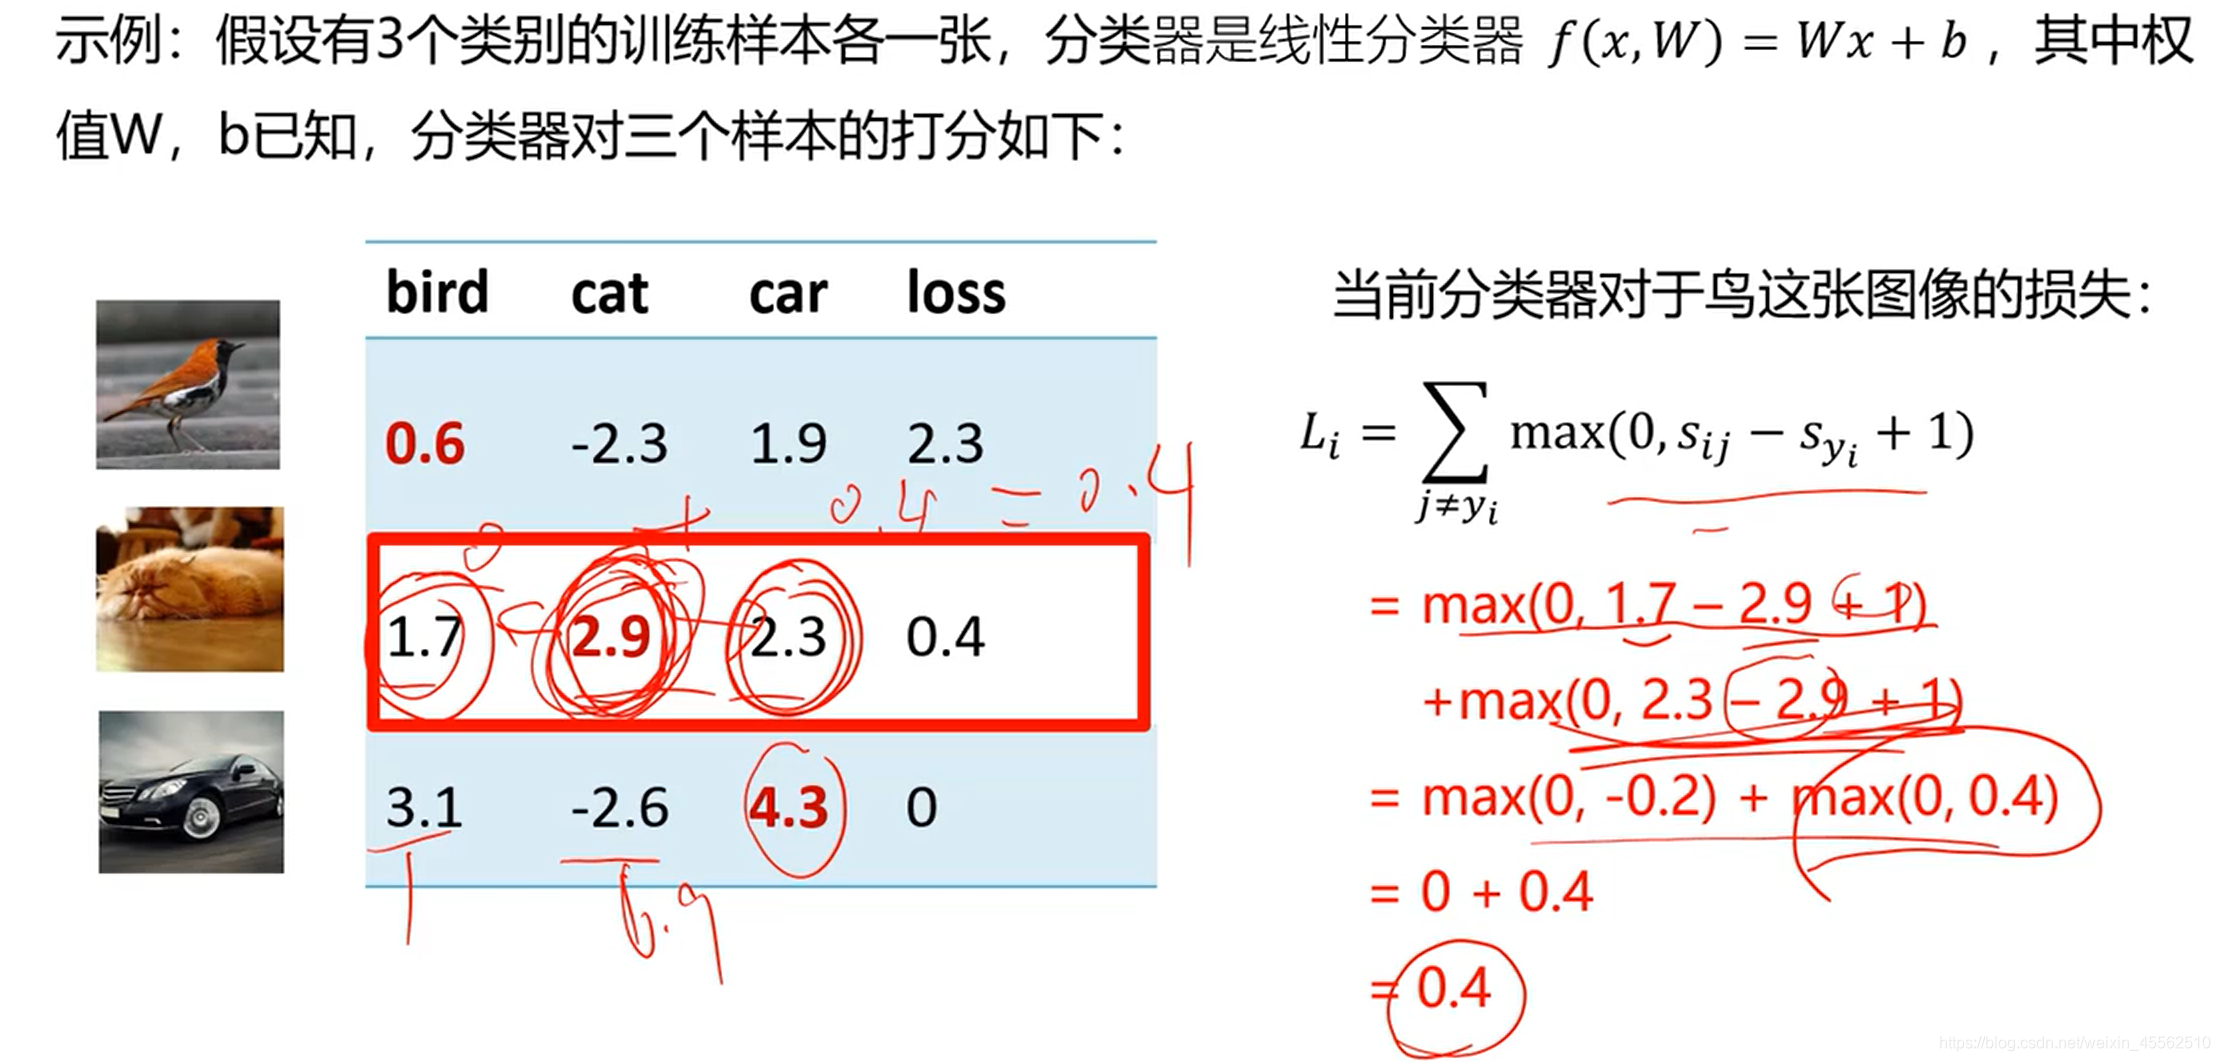 示例：假设有3个类别的训练样本各一张，分类器是线性分类器 f(x,W) = Wx + b ，其中权
值W，b已知，分类器对三个样本的打分如下：
bird cat car loss
0.6 -2.3 1.9 2.3
0 + 0.4 = 0.4
1.7 2.9 2.3 0.4
3.1 -2.6 4.3 0
1 6.9
当前分类器对于鸟这张图像的损失：
L_i = ∑_{j≠y_i} max(0, s_{ij} − s_{y_i} + 1)
= max(0, 1.7 – 2.9 + 1)
+max(0, 2.3 – 2.9 + 1)
= max(0, -0.2) + max(0, 0.4)
= 0 + 0.4
= 0.4
https://blog.csdn.net/weixin_45562510